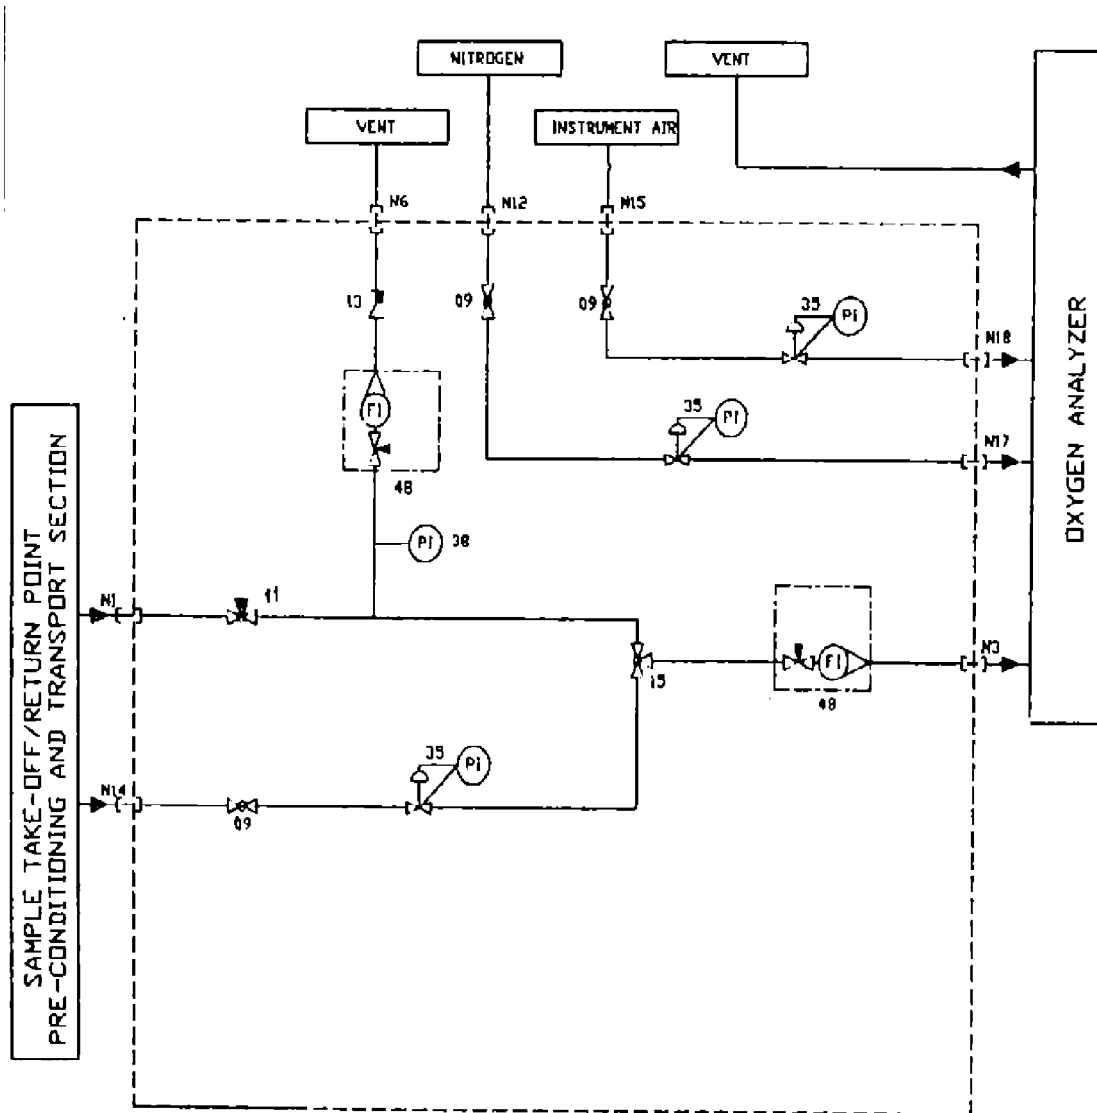 NITROGEN
VENT
VENT
INSTRUMENT AIR
N6
N12
N15
13
09
09
35
PI
N18
35
PI
N17
FI
48
PI
38
N1
11
FI
N3
15
48
35
PI
N14
09
SAMPLE TAKE-OFF/RETURN POINT
PRE-CONDITIONING AND TRANSPORT SECTION
OXYGEN ANALYZER